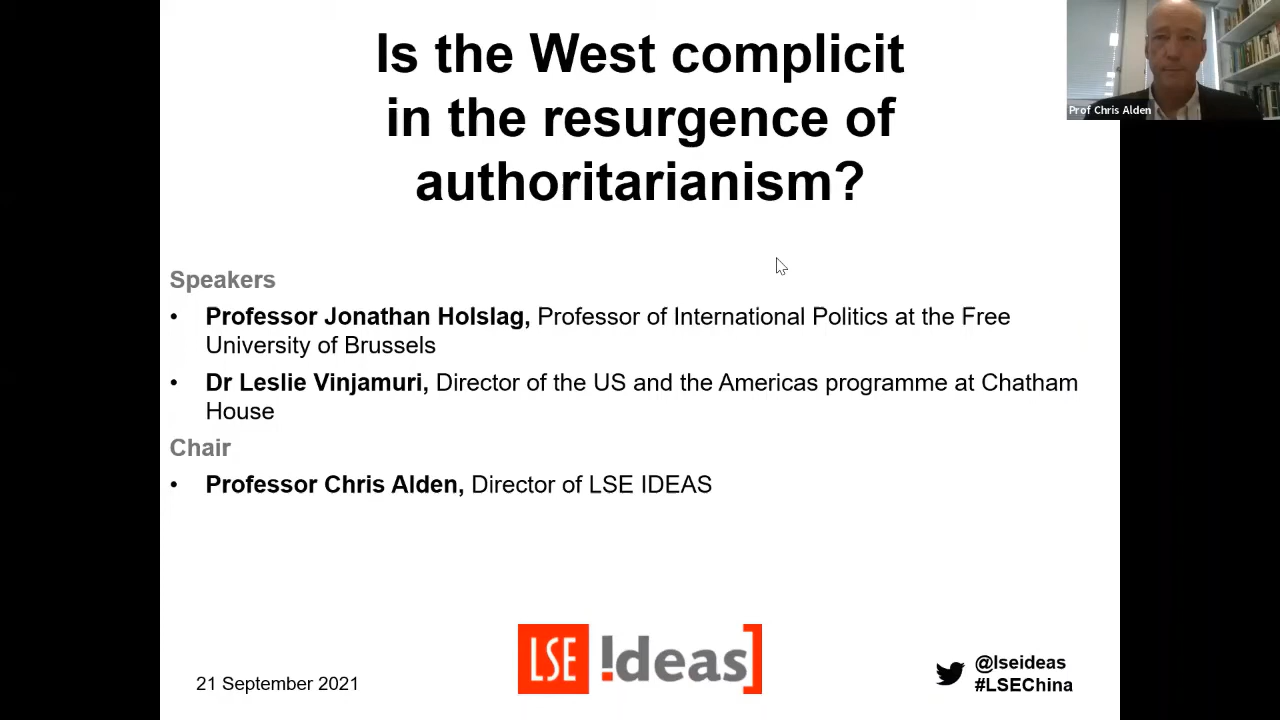 Is the West complicit
in the resurgence of
authoritarianism?
Prof Chris Alden
Speakers
• Professor Jonathan Holslag, Professor of International Politics at the Free
University of Brussels
• Dr Leslie Vinjamuri, Director of the US and the Americas programme at Chatham
House
Chair
• Professor Chris Alden, Director of LSE IDEAS
21 September 2021
LSE !deas]
@lseideas
#LSEChina